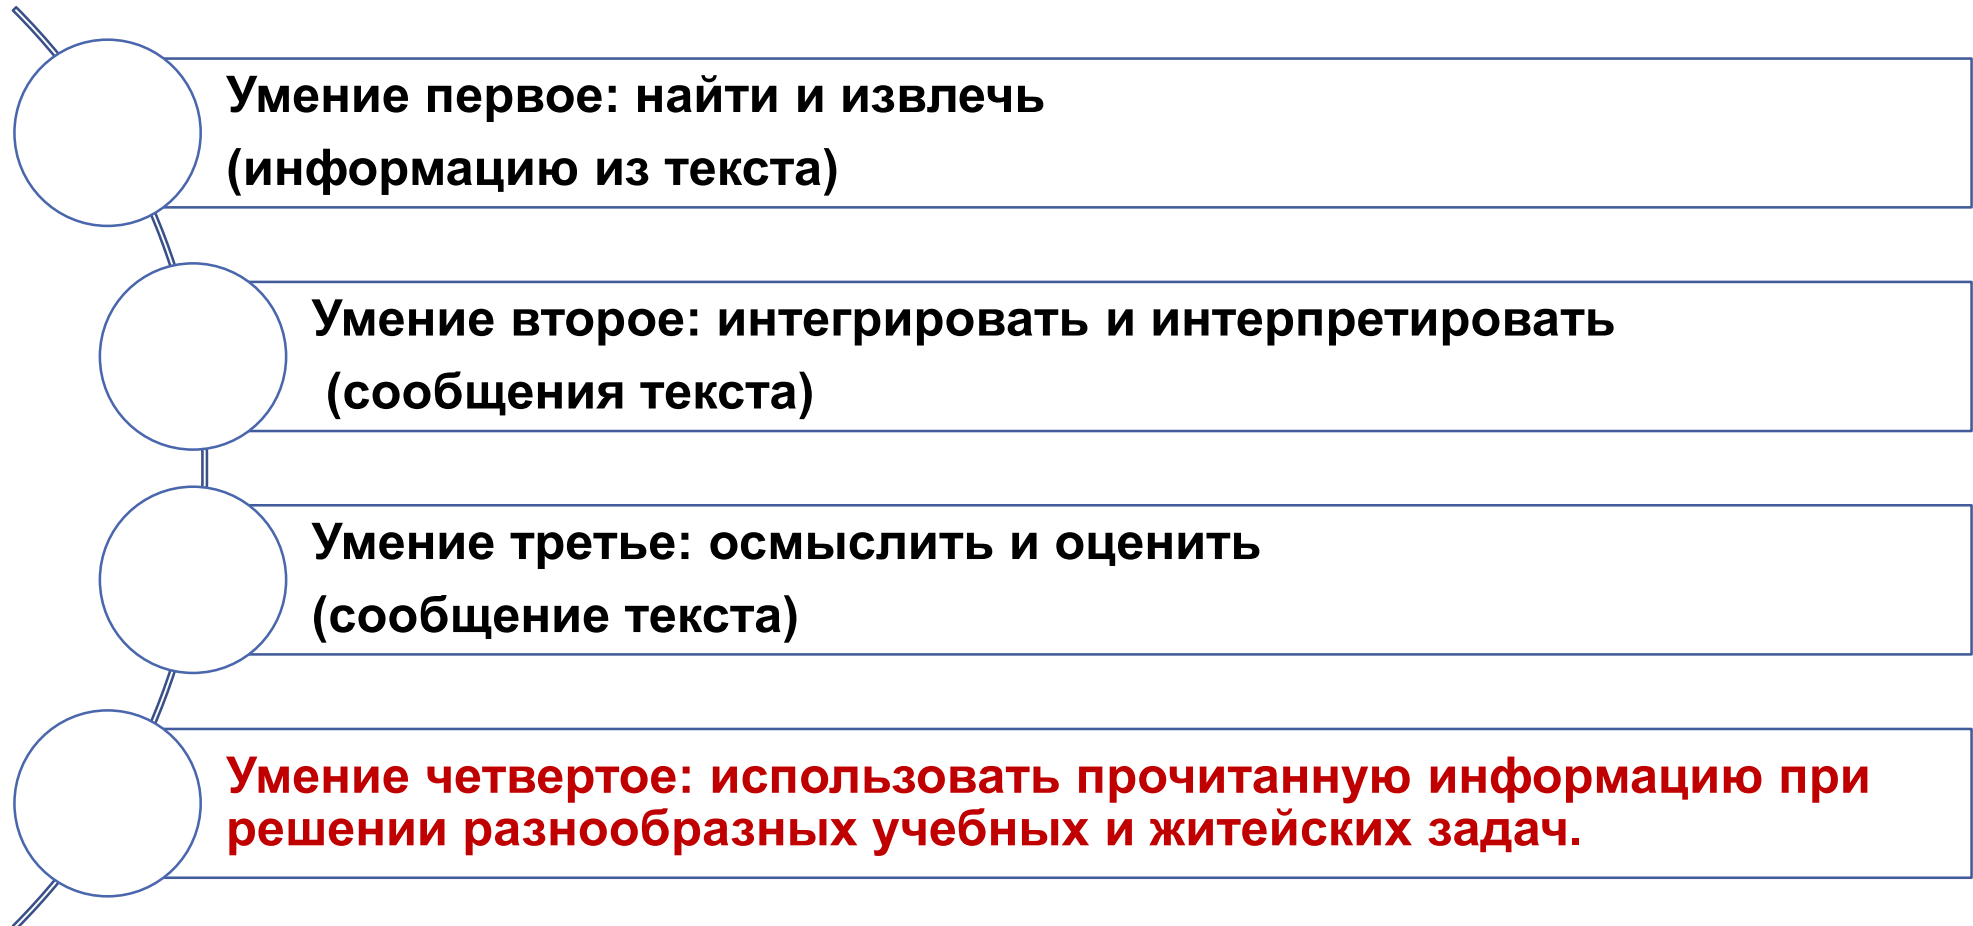 Умение первое: найти и извлечь
(информацию из текста)
Умение второе: интегрировать и интерпретировать
(сообщения текста)
Умение третье: осмыслить и оценить
(сообщение текста)
Умение четвертое: использовать прочитанную информацию при
решении разнообразных учебных и житейских задач.